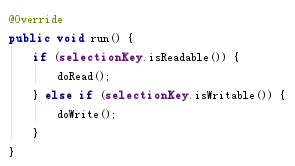 @Override
public void run() {
    if (selectionKey.isReadable()) {
        doRead();
    } else if (selectionKey.isWritable()) {
        doWrite();
    }
}